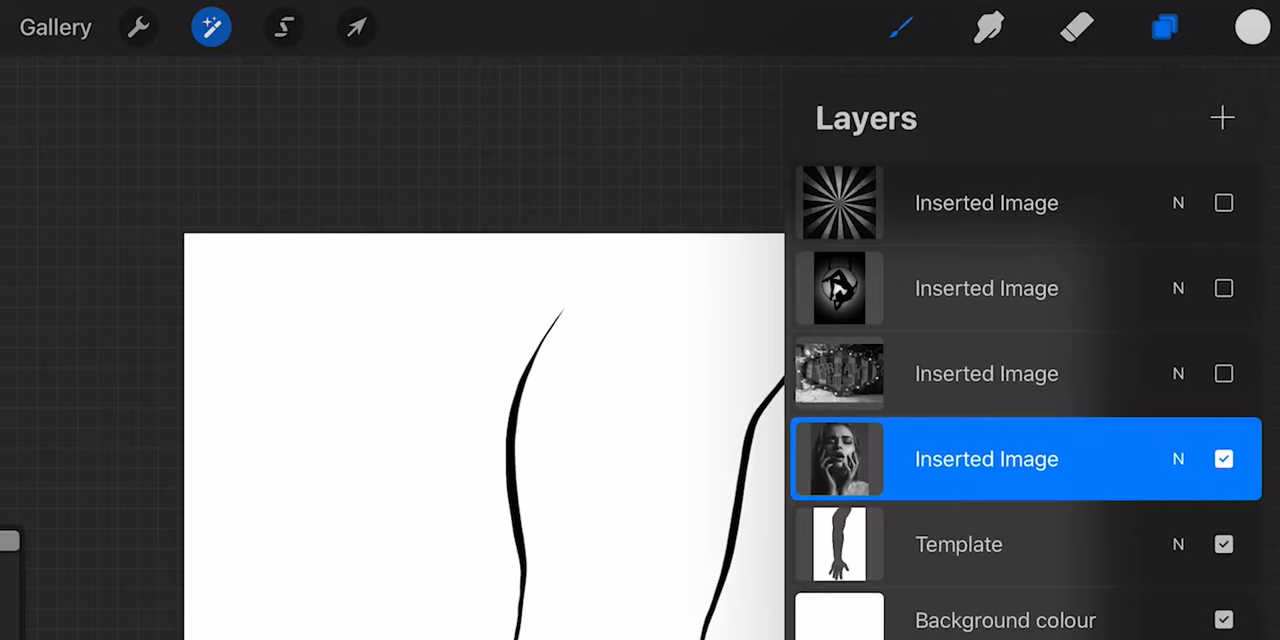 Gallery
Layers
Inserted Image N
Inserted Image N
Inserted Image N
Inserted Image N
Template N
Background colour